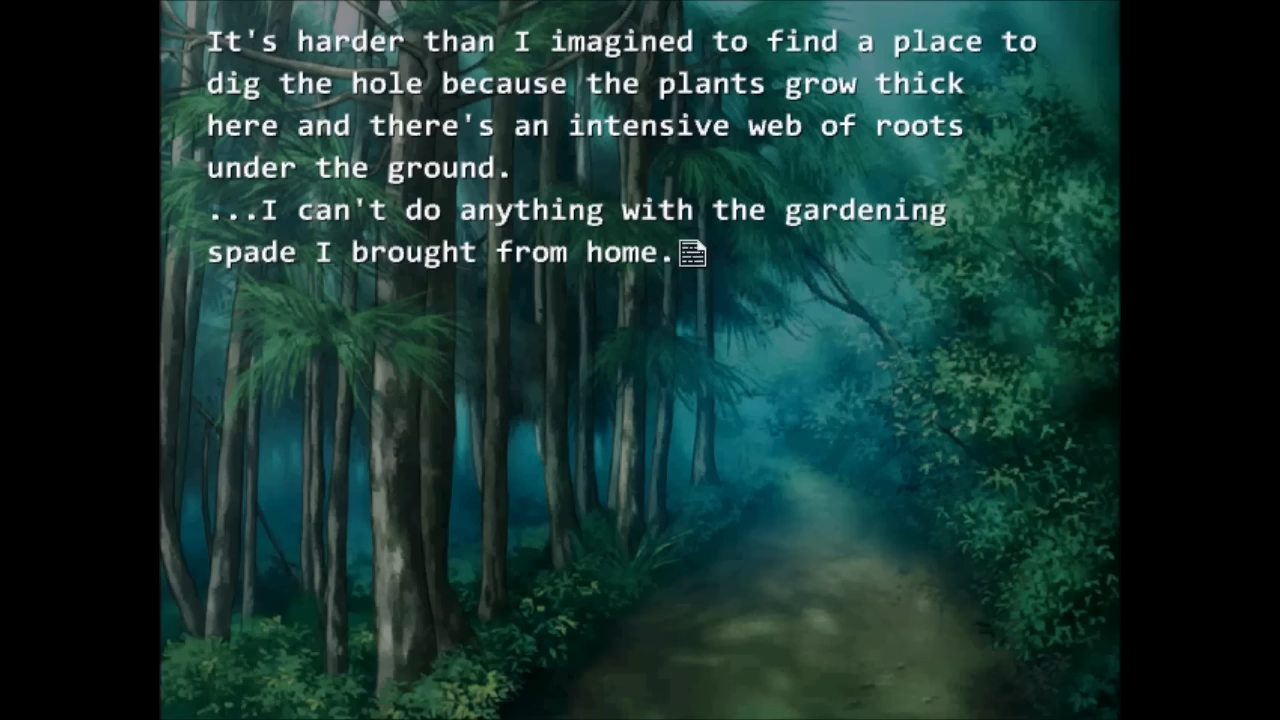 It's harder than I imagined to find a place to
dig the hole because the plants grow thick
here and there's an intensive web of roots
under the ground.
...I can't do anything with the gardening
spade I brought from home.